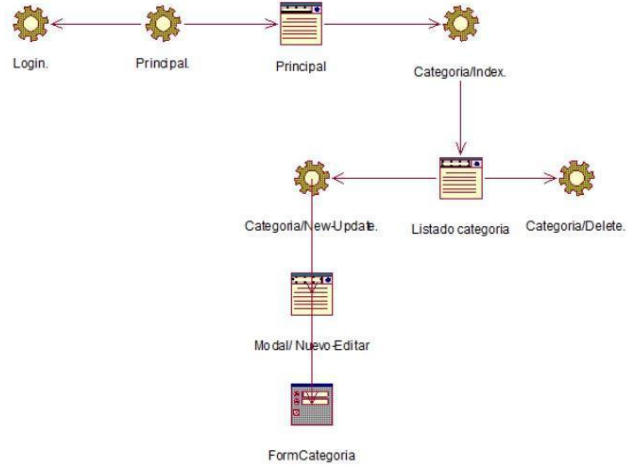 Login.
Principal.
Principal
Categoria/Index.
Categoria/New-Update.
Listado categoria
Categoria/Delete.
Modal/ Nuevo-Editar
FormCategoria